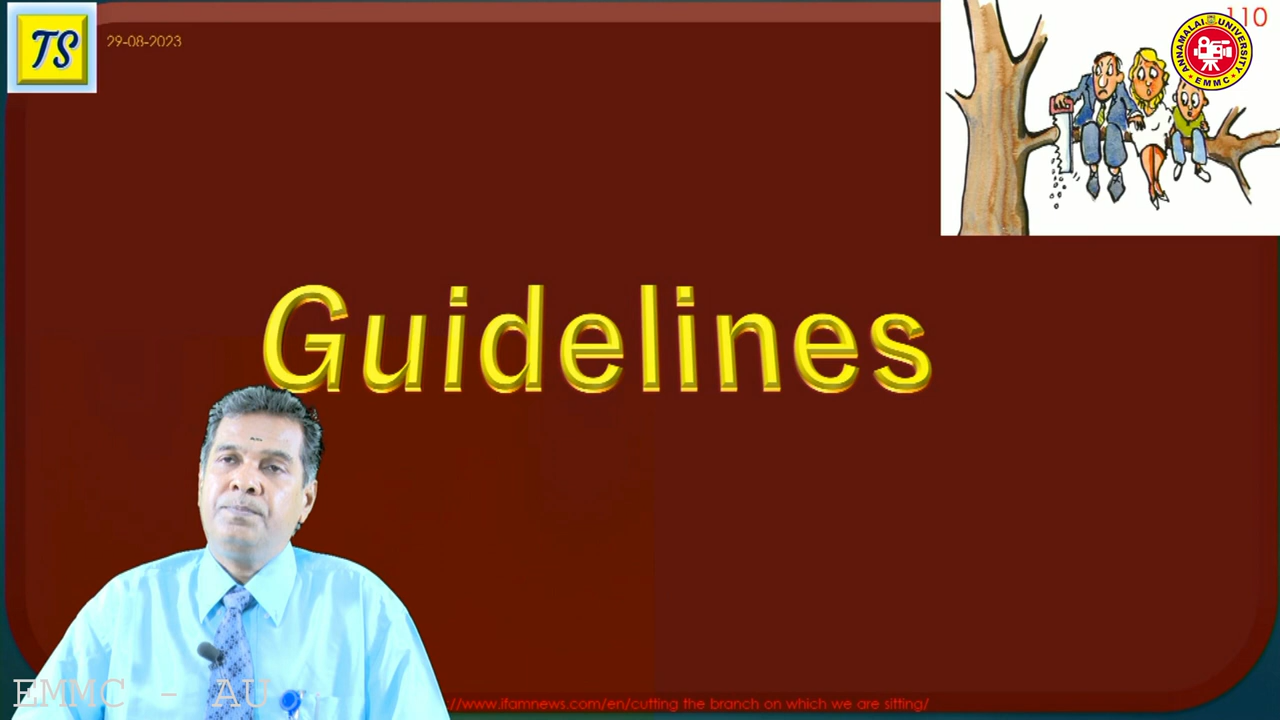 TS
29-08-2023
110
ANNAMALAI UNIVERSITY
EMMC
Guidelines
EMMC - AU
//www.ifamnews.com/en/cutting the branch on which we are sitting/